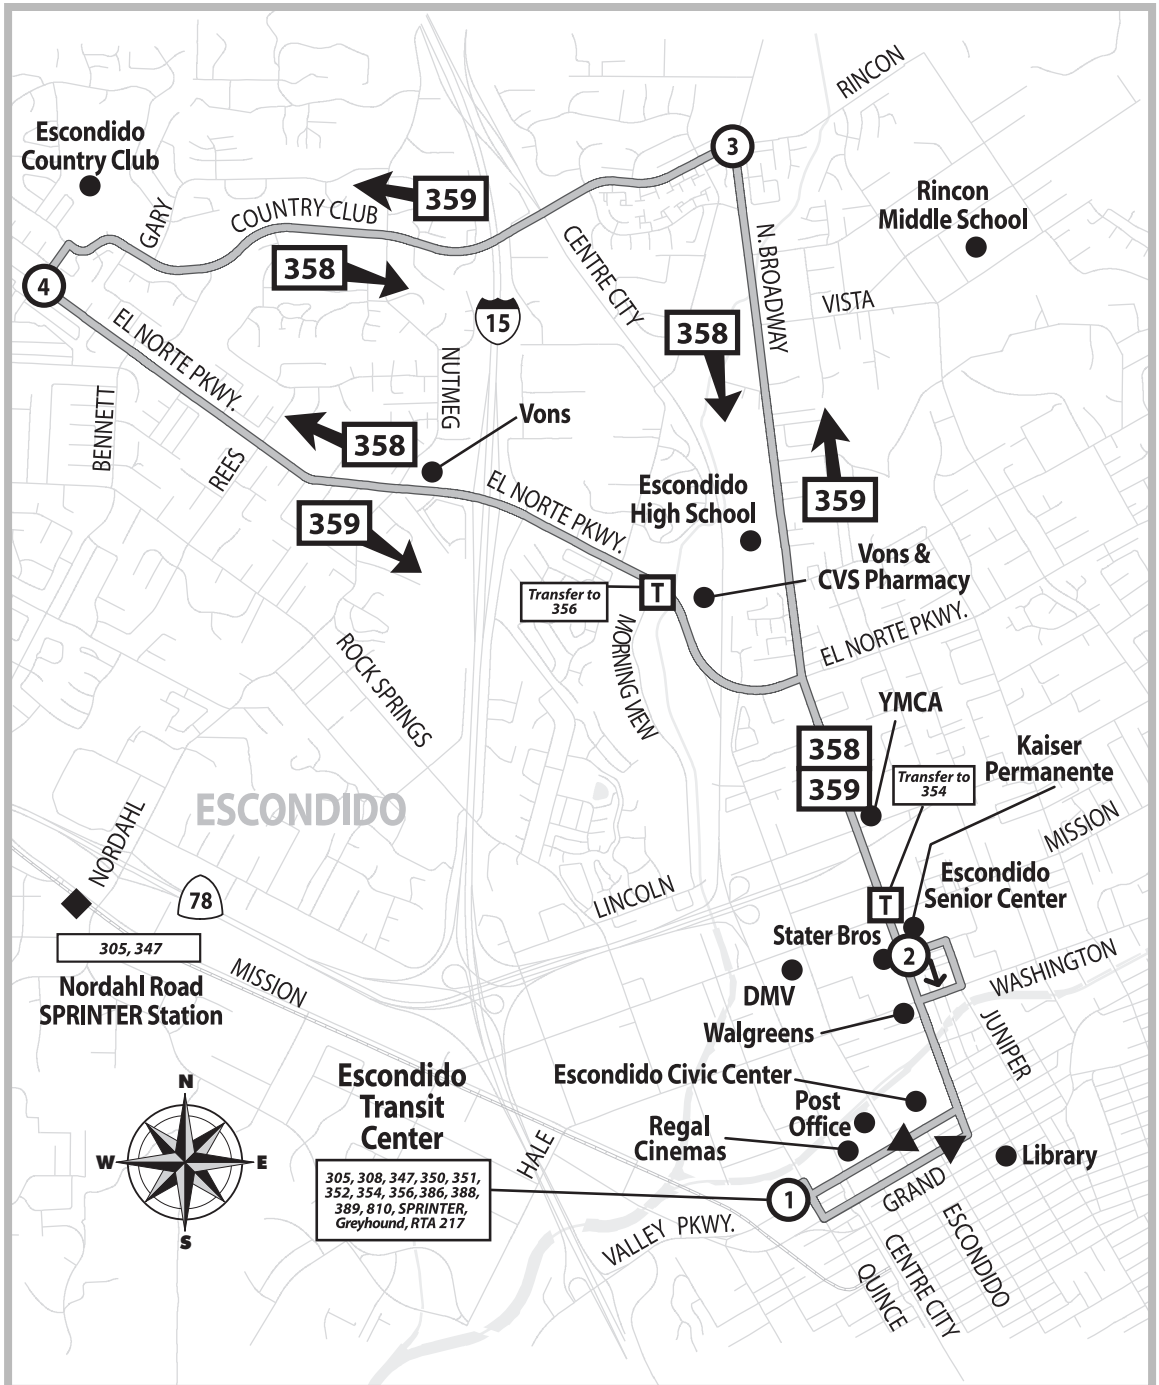 RINCON
3
Escondido
Country Club
359
Rincon
Middle School
GARY
COUNTRY CLUB
N. BROADWAY
CENTRE CITY
358
4
VISTA
15
358
EL NORTE PKWY.
NUTMEG
BENNETT
Vons
358
REES
EL NORTE PKWY.
Escondido
High School
359
359
Vons &
CVS Pharmacy
Transfer to
356
T
EL NORTE PKWY.
MORNING VIEW
ROCK SPRINGS
YMCA
358
359
Kaiser
Permanente
Transfer to
354
ESCONDIDO
MISSION
NORDAHL
78
LINCOLN
Escondido
Senior Center
T
305, 347
Stater Bros
2
WASHINGTON
Nordahl Road
SPRINTER Station
MISSION
DMV
Walgreens
JUNIPER
Escondido
Transit
Center
Escondido Civic Center
Post
Office
Regal
Cinemas
N
W
E
S
HALE
Library
305, 308, 347, 350, 351,
352, 354, 356, 386, 388,
389, 810, SPRINTER,
Greyhound, RTA 217
1
GRAND
VALLEY PKWY.
ESCONDIDO
CENTRE CITY
QUINCE